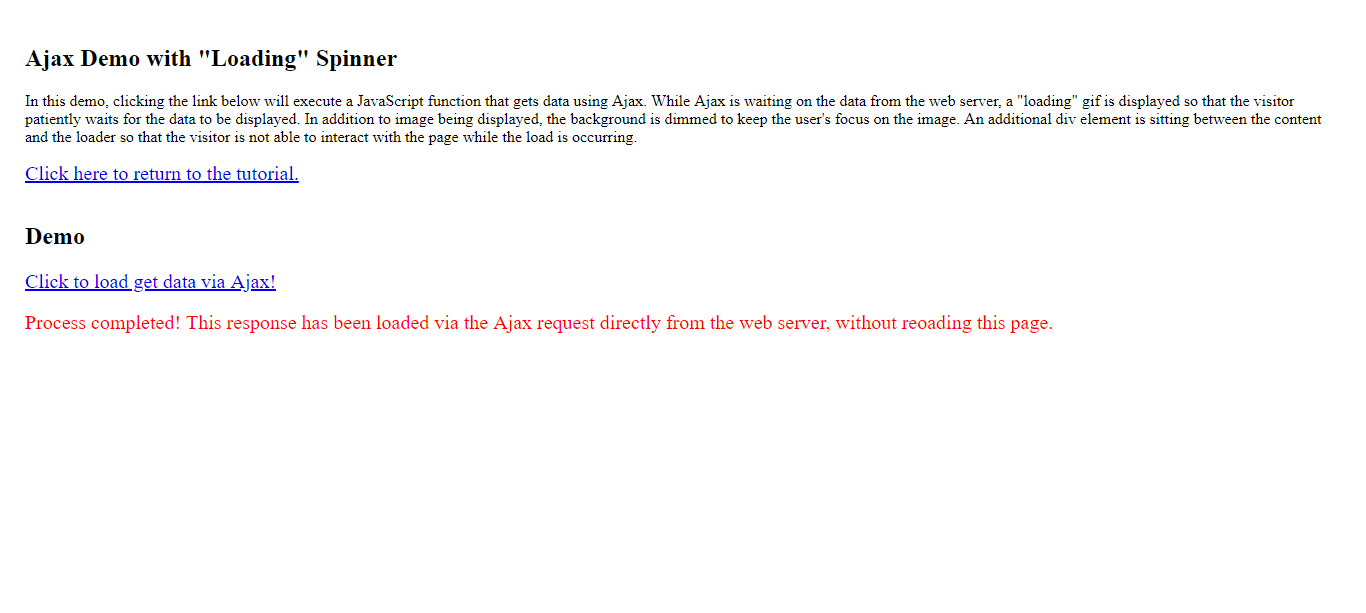 Ajax Demo with "Loading" Spinner
In this demo, clicking the link below will execute a JavaScript function that gets data using Ajax. While Ajax is waiting on the data from the web server, a "loading" gif is displayed so that the visitor
patiently waits for the data to be displayed. In addition to image being displayed, the background is dimmed to keep the user's focus on the image. An additional div element is sitting between the content
and the loader so that the visitor is not able to interact with the page while the load is occurring.
Click here to return to the tutorial.
Demo
Click to load get data via Ajax!
Process completed! This response has been loaded via the Ajax request directly from the web server, without reoading this page.